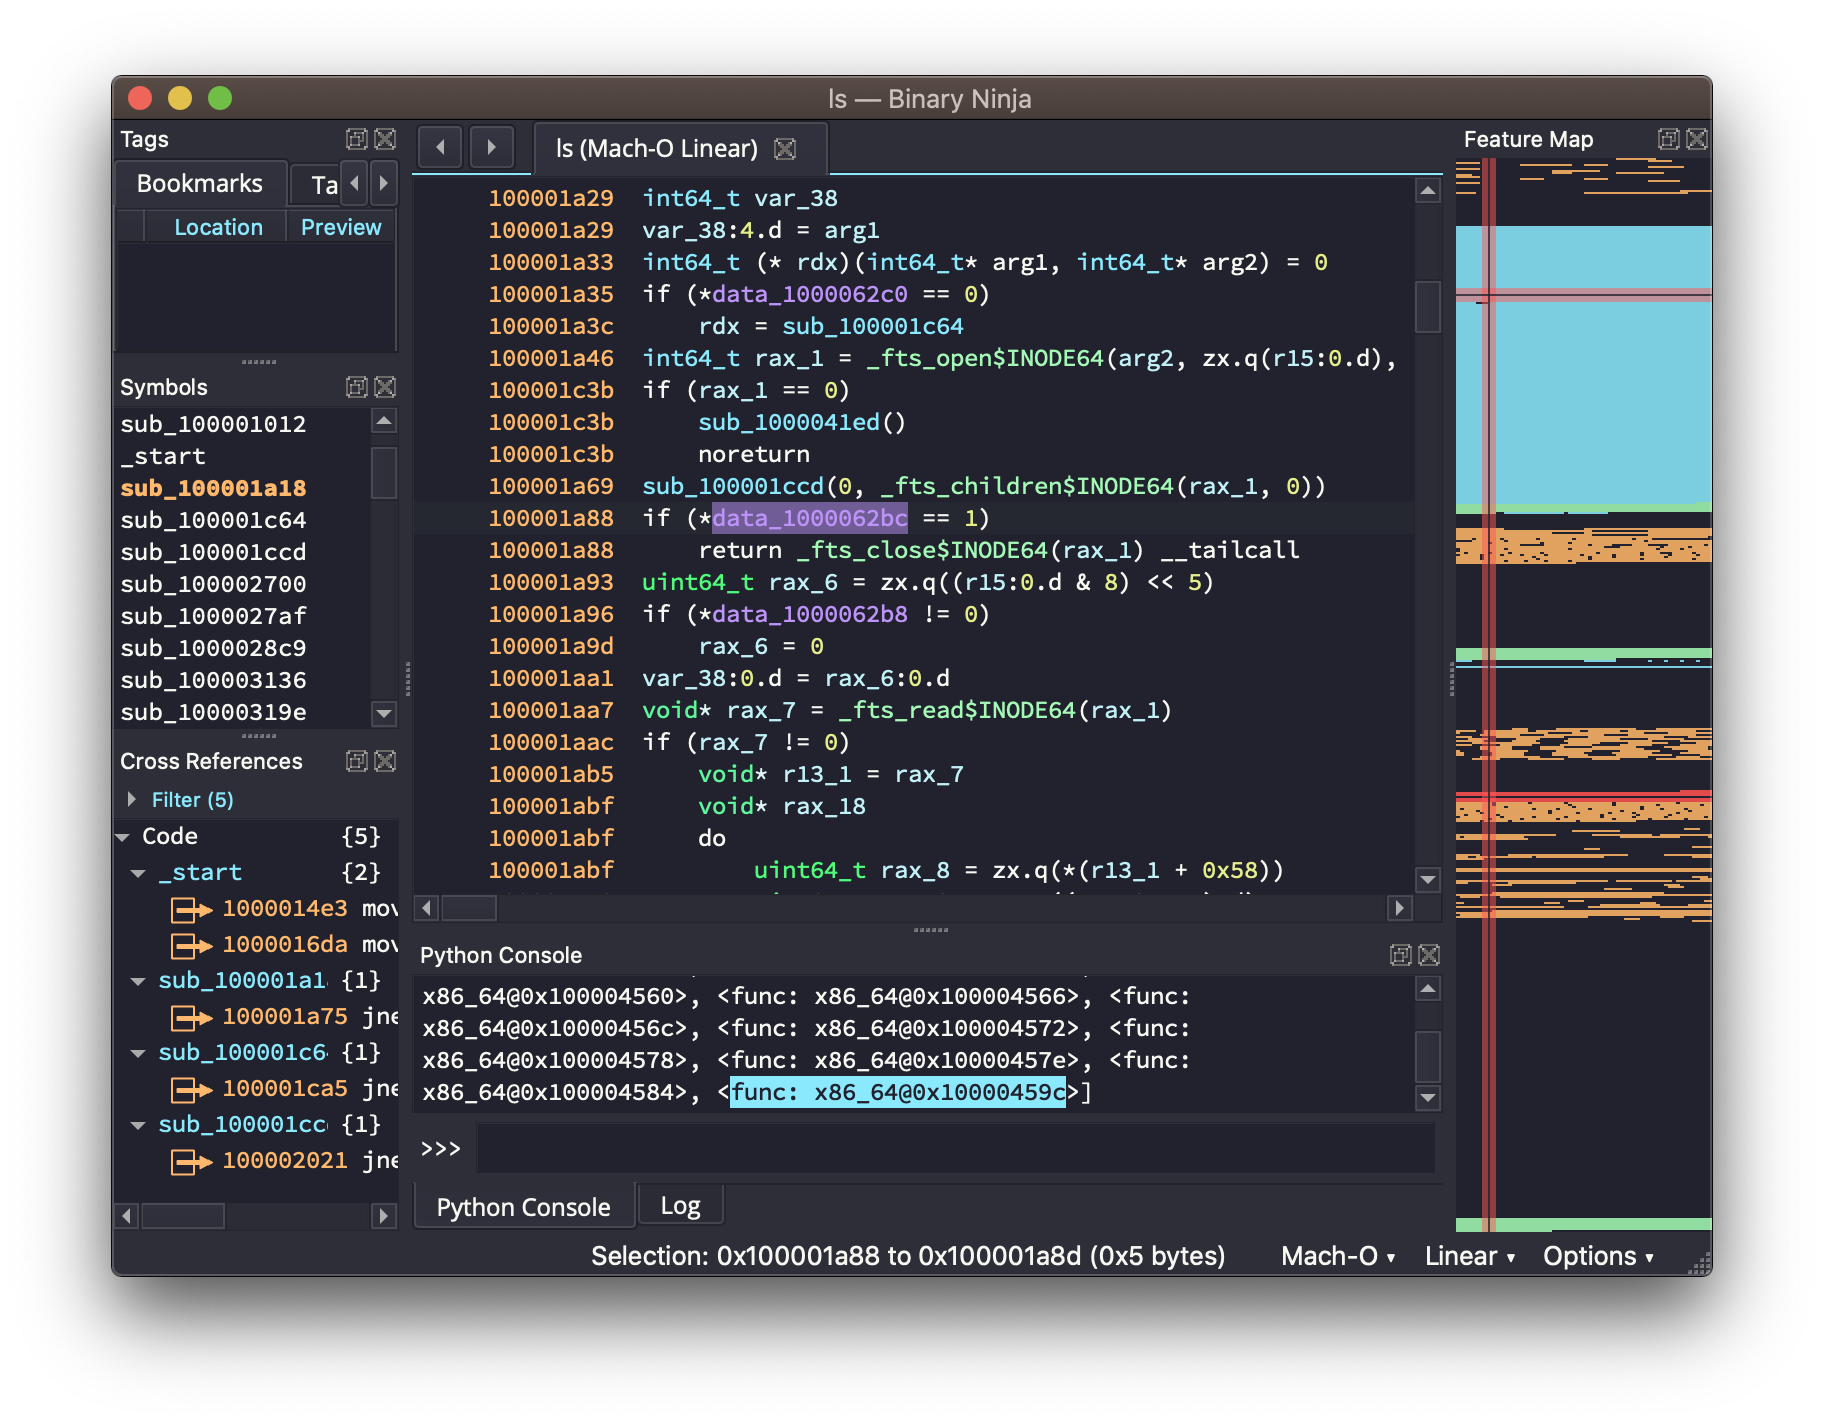 ls — Binary Ninja
Tags
Bookmarks
Ta
Location Preview
Symbols
sub_100001012
_start
sub_100001a18
sub_100001c64
sub_100001ccd
sub_100002700
sub_1000027af
sub_1000028c9
sub_100003136
sub_10000319e
Cross References
Filter (5)
Code {5}
_start {2}
1000014e3 mov
1000016da mov
sub_100001a1 {1}
100001a75 jne
sub_100001c6 {1}
100001ca5 jne
sub_100001cc {1}
100002021 jne
ls (Mach-O Linear)
100001a29 int64_t var_38
100001a29 var_38:4.d = arg1
100001a33 int64_t (* rdx)(int64_t* arg1, int64_t* arg2) = 0
100001a35 if (*data_1000062c0 == 0)
100001a3c rdx = sub_100001c64
100001a46 int64_t rax_1 = _fts_open$INODE64(arg2, zx.q(r15:0.d),
100001c3b if (rax_1 == 0)
100001c3b sub_1000041ed()
100001c3b noreturn
100001a69 sub_100001ccd(0, _fts_children$INODE64(rax_1, 0))
100001a88 if (*data_1000062bc == 1)
100001a88 return _fts_close$INODE64(rax_1) __tailcall
100001a93 uint64_t rax_6 = zx.q((r15:0.d & 8) << 5)
100001a96 if (*data_1000062b8 != 0)
100001a9d rax_6 = 0
100001aa1 var_38:0.d = rax_6:0.d
100001aa7 void* rax_7 = _fts_read$INODE64(rax_1)
100001aac if (rax_7 != 0)
100001ab5 void* r13_1 = rax_7
100001abf void* rax_18
100001abf do
100001abf uint64_t rax_8 = zx.q(*(r13_1 + 0x58))
Python Console
x86_64@0x100004560>, <func: x86_64@0x100004566>, <func:
x86_64@0x10000456c>, <func: x86_64@0x100004572>, <func:
x86_64@0x100004578>, <func: x86_64@0x10000457e>, <func:
x86_64@0x100004584>, <func: x86_64@0x10000459c>]
>>>
Python Console Log
Feature Map
Selection: 0x100001a88 to 0x100001a8d (0x5 bytes) Mach-O Linear Options